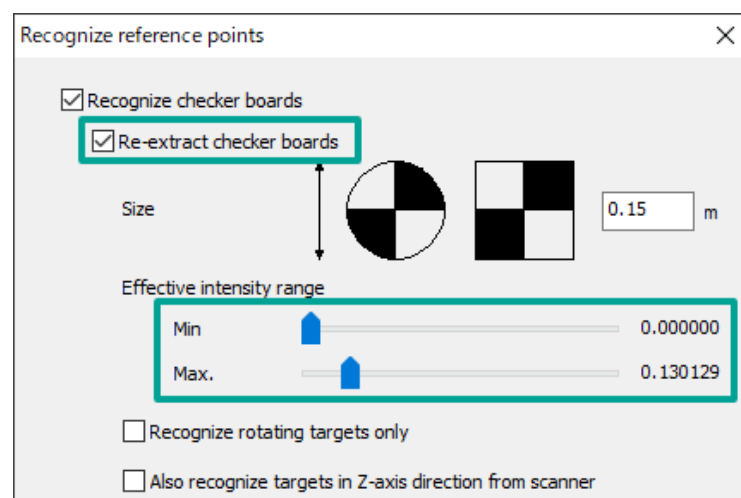 Recognize reference points
Recognize checker boards
Re-extract checker boards
Size
0.15 m
Effective intensity range
Min 0.000000
Max. 0.130129
Recognize rotating targets only
Also recognize targets in Z-axis direction from scanner